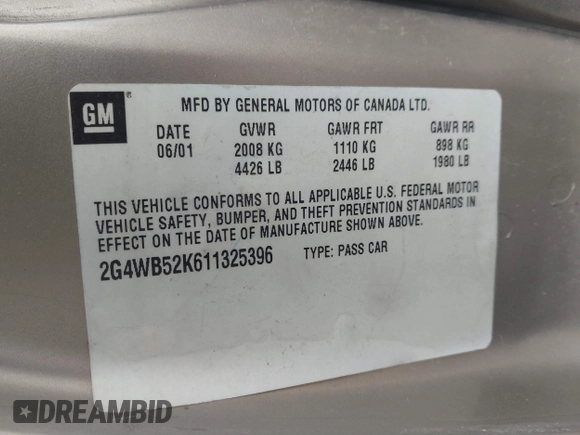 GM ®
MFD BY GENERAL MOTORS OF CANADA LTD.
DATE GVWR GAWR FRT GAWR RR
06/01 2008 KG 1110 KG 898 KG
4426 LB 2446 LB 1980 LB
THIS VEHICLE CONFORMS TO ALL APPLICABLE U.S. FEDERAL MOTOR
VEHICLE SAFETY, BUMPER, AND THEFT PREVENTION STANDARDS IN
EFFECT ON THE DATE OF MANUFACTURE SHOWN ABOVE.
2G4WB52K611325396 TYPE: PASS CAR
DREAMBID